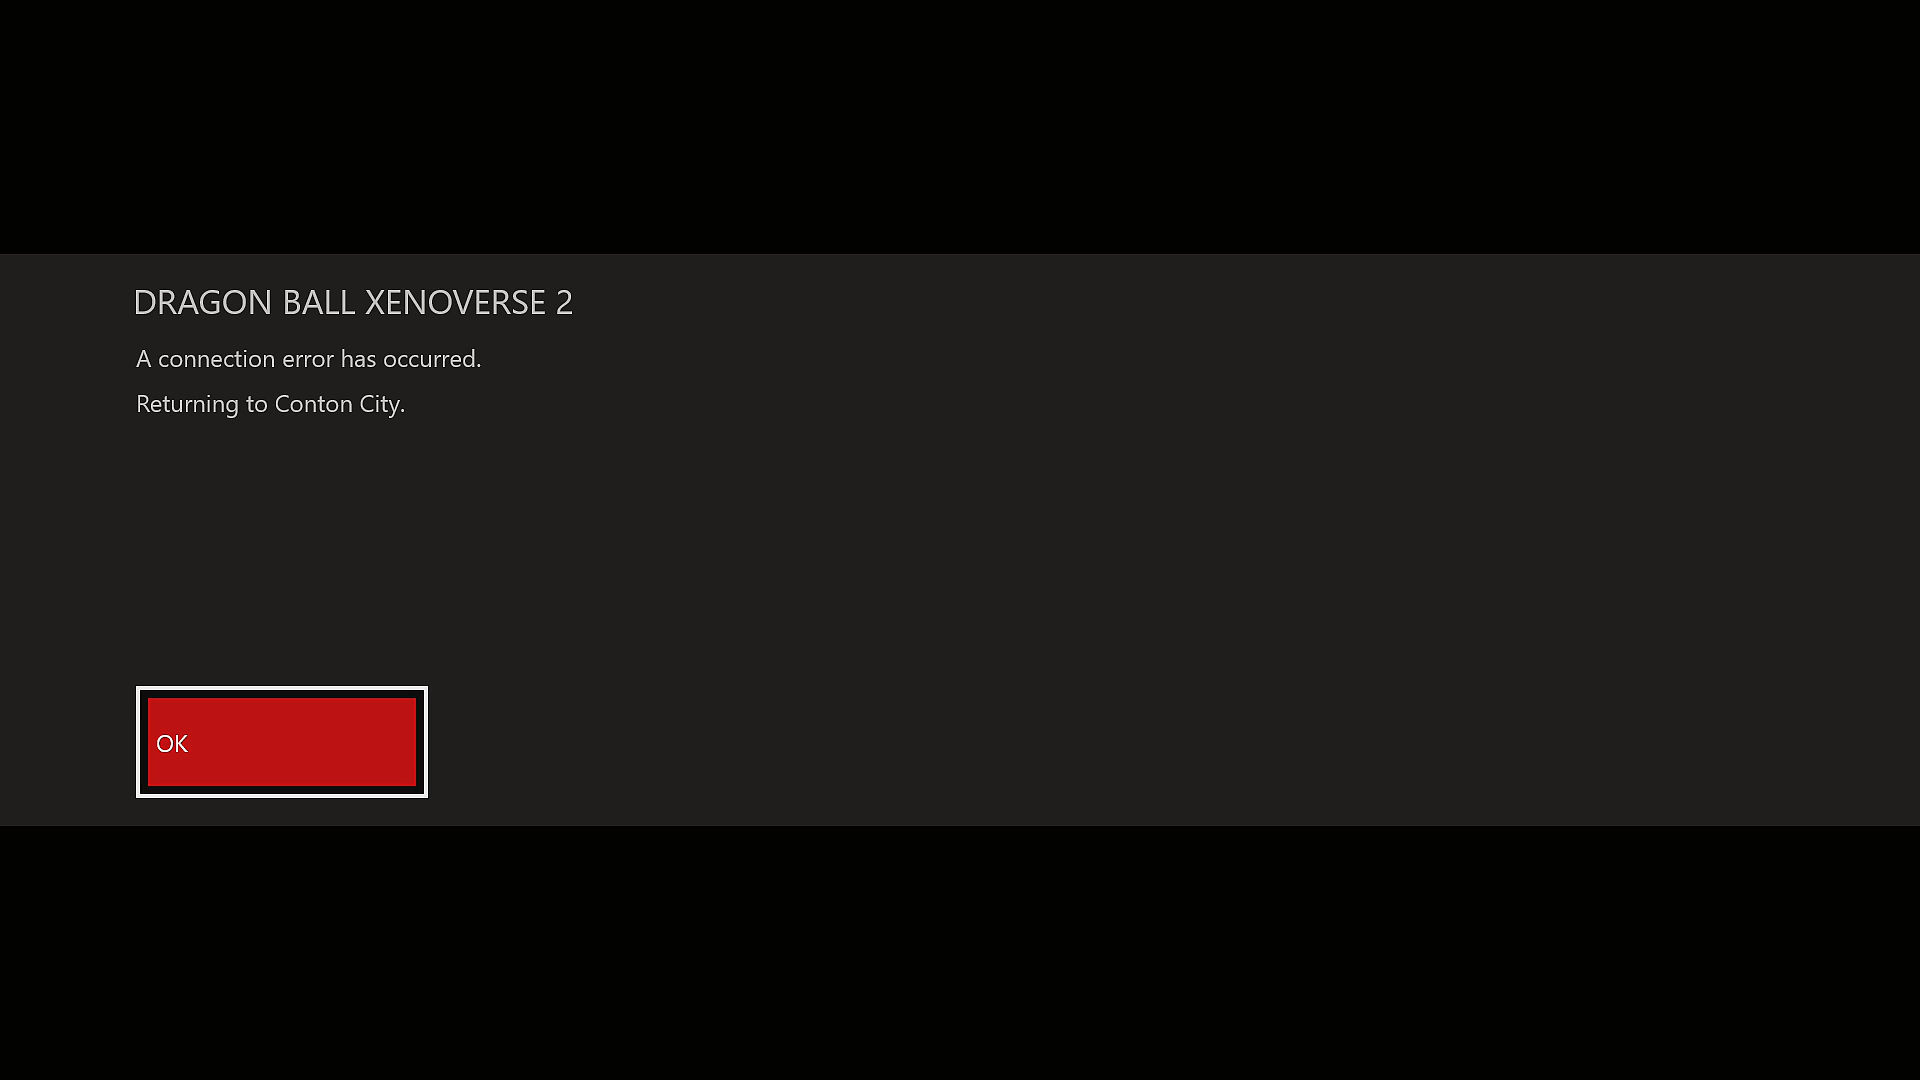 DRAGON BALL XENOVERSE 2
A connection error has occurred.
Returning to Conton City.
OK